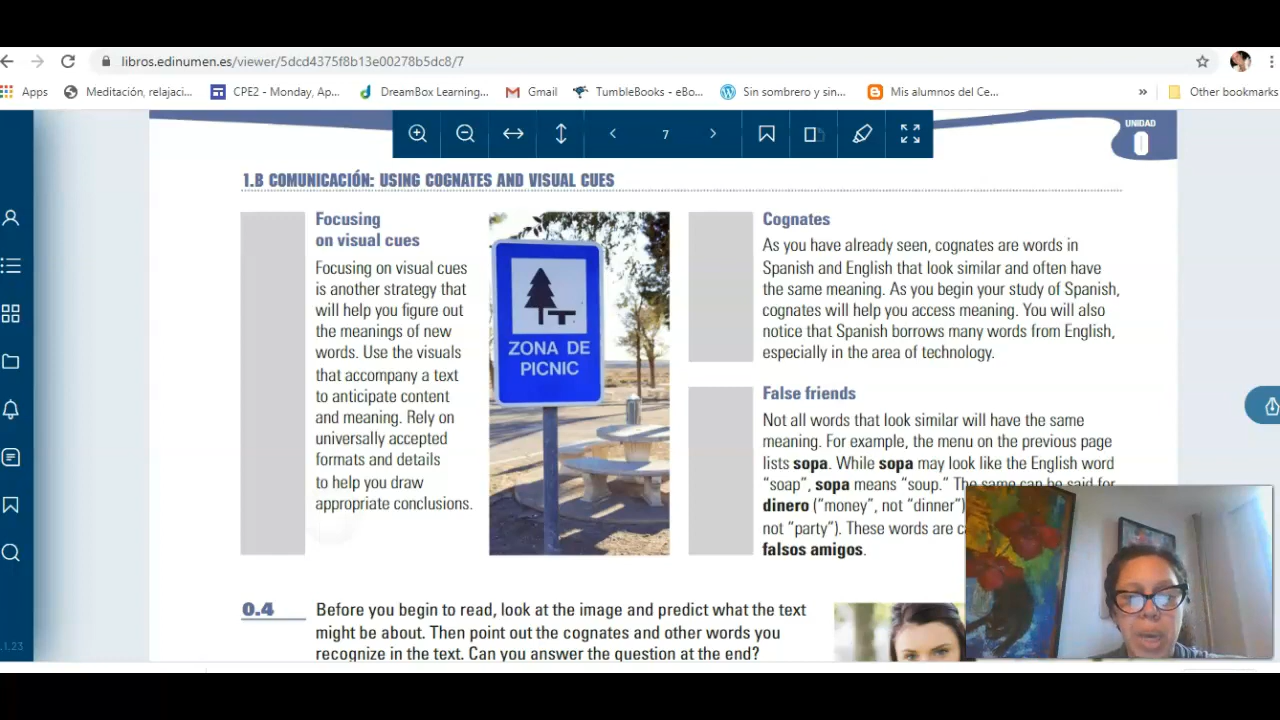 libros.edinumen.es/viewer/5dcd4375f8b13e00278b5dc8/7
Apps
Meditación, relajaci...
CPE2 - Monday, Ap...
DreamBox Learning...
Gmail
TumbleBooks - eBo...
Sin sombrero y sin...
Mis alumnos del Ce...
»
Other bookmarks
7
UNIDAD
1.B COMUNICACIÓN: USING COGNATES AND VISUAL CUES
Focusing
on visual cues
Focusing on visual cues
is another strategy that
will help you figure out
the meanings of new
words. Use the visuals
that accompany a text
to anticipate content
and meaning. Rely on
universally accepted
formats and details
to help you draw
appropriate conclusions.
ZONA DE
PICNIC
Cognates
As you have already seen, cognates are words in
Spanish and English that look similar and often have
the same meaning. As you begin your study of Spanish,
cognates will help you access meaning. You will also
notice that Spanish borrows many words from English,
especially in the area of technology.
False friends
Not all words that look similar will have the same
meaning. For example, the menu on the previous page
lists sopa. While sopa may look like the English word
"soap", sopa means "soup." The same can be said for
dinero ("money", not "dinner")
not "party"). These words are
falsos amigos.
0.4
Before you begin to read, look at the image and predict what the text
might be about. Then point out the cognates and other words you
recognize in the text. Can you answer the question at the end?